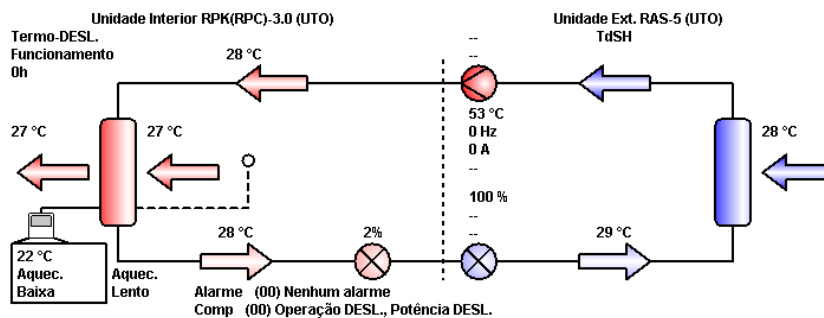 Unidade Interior RPK(RPC)-3.0 (UTO)
Unidade Ext. RAS-5 (UTO)
Termo-DESL.
Funcionamento
0h
--
--
TdSH
28 °C
53 °C
0 Hz
0 A
--
100 %
--
--
27 °C
27 °C
28 °C
28 °C
2%
29 °C
22 °C
Aquec.
Baixa
Aquec.
Lento
Alarme (00) Nenhum alarme
Comp (00) Operação DESL., Potência DESL.